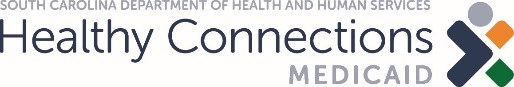 SOUTH CAROLINA DEPARTMENT OF HEALTH AND HUMAN SERVICES
Healthy Connections
MEDICAID